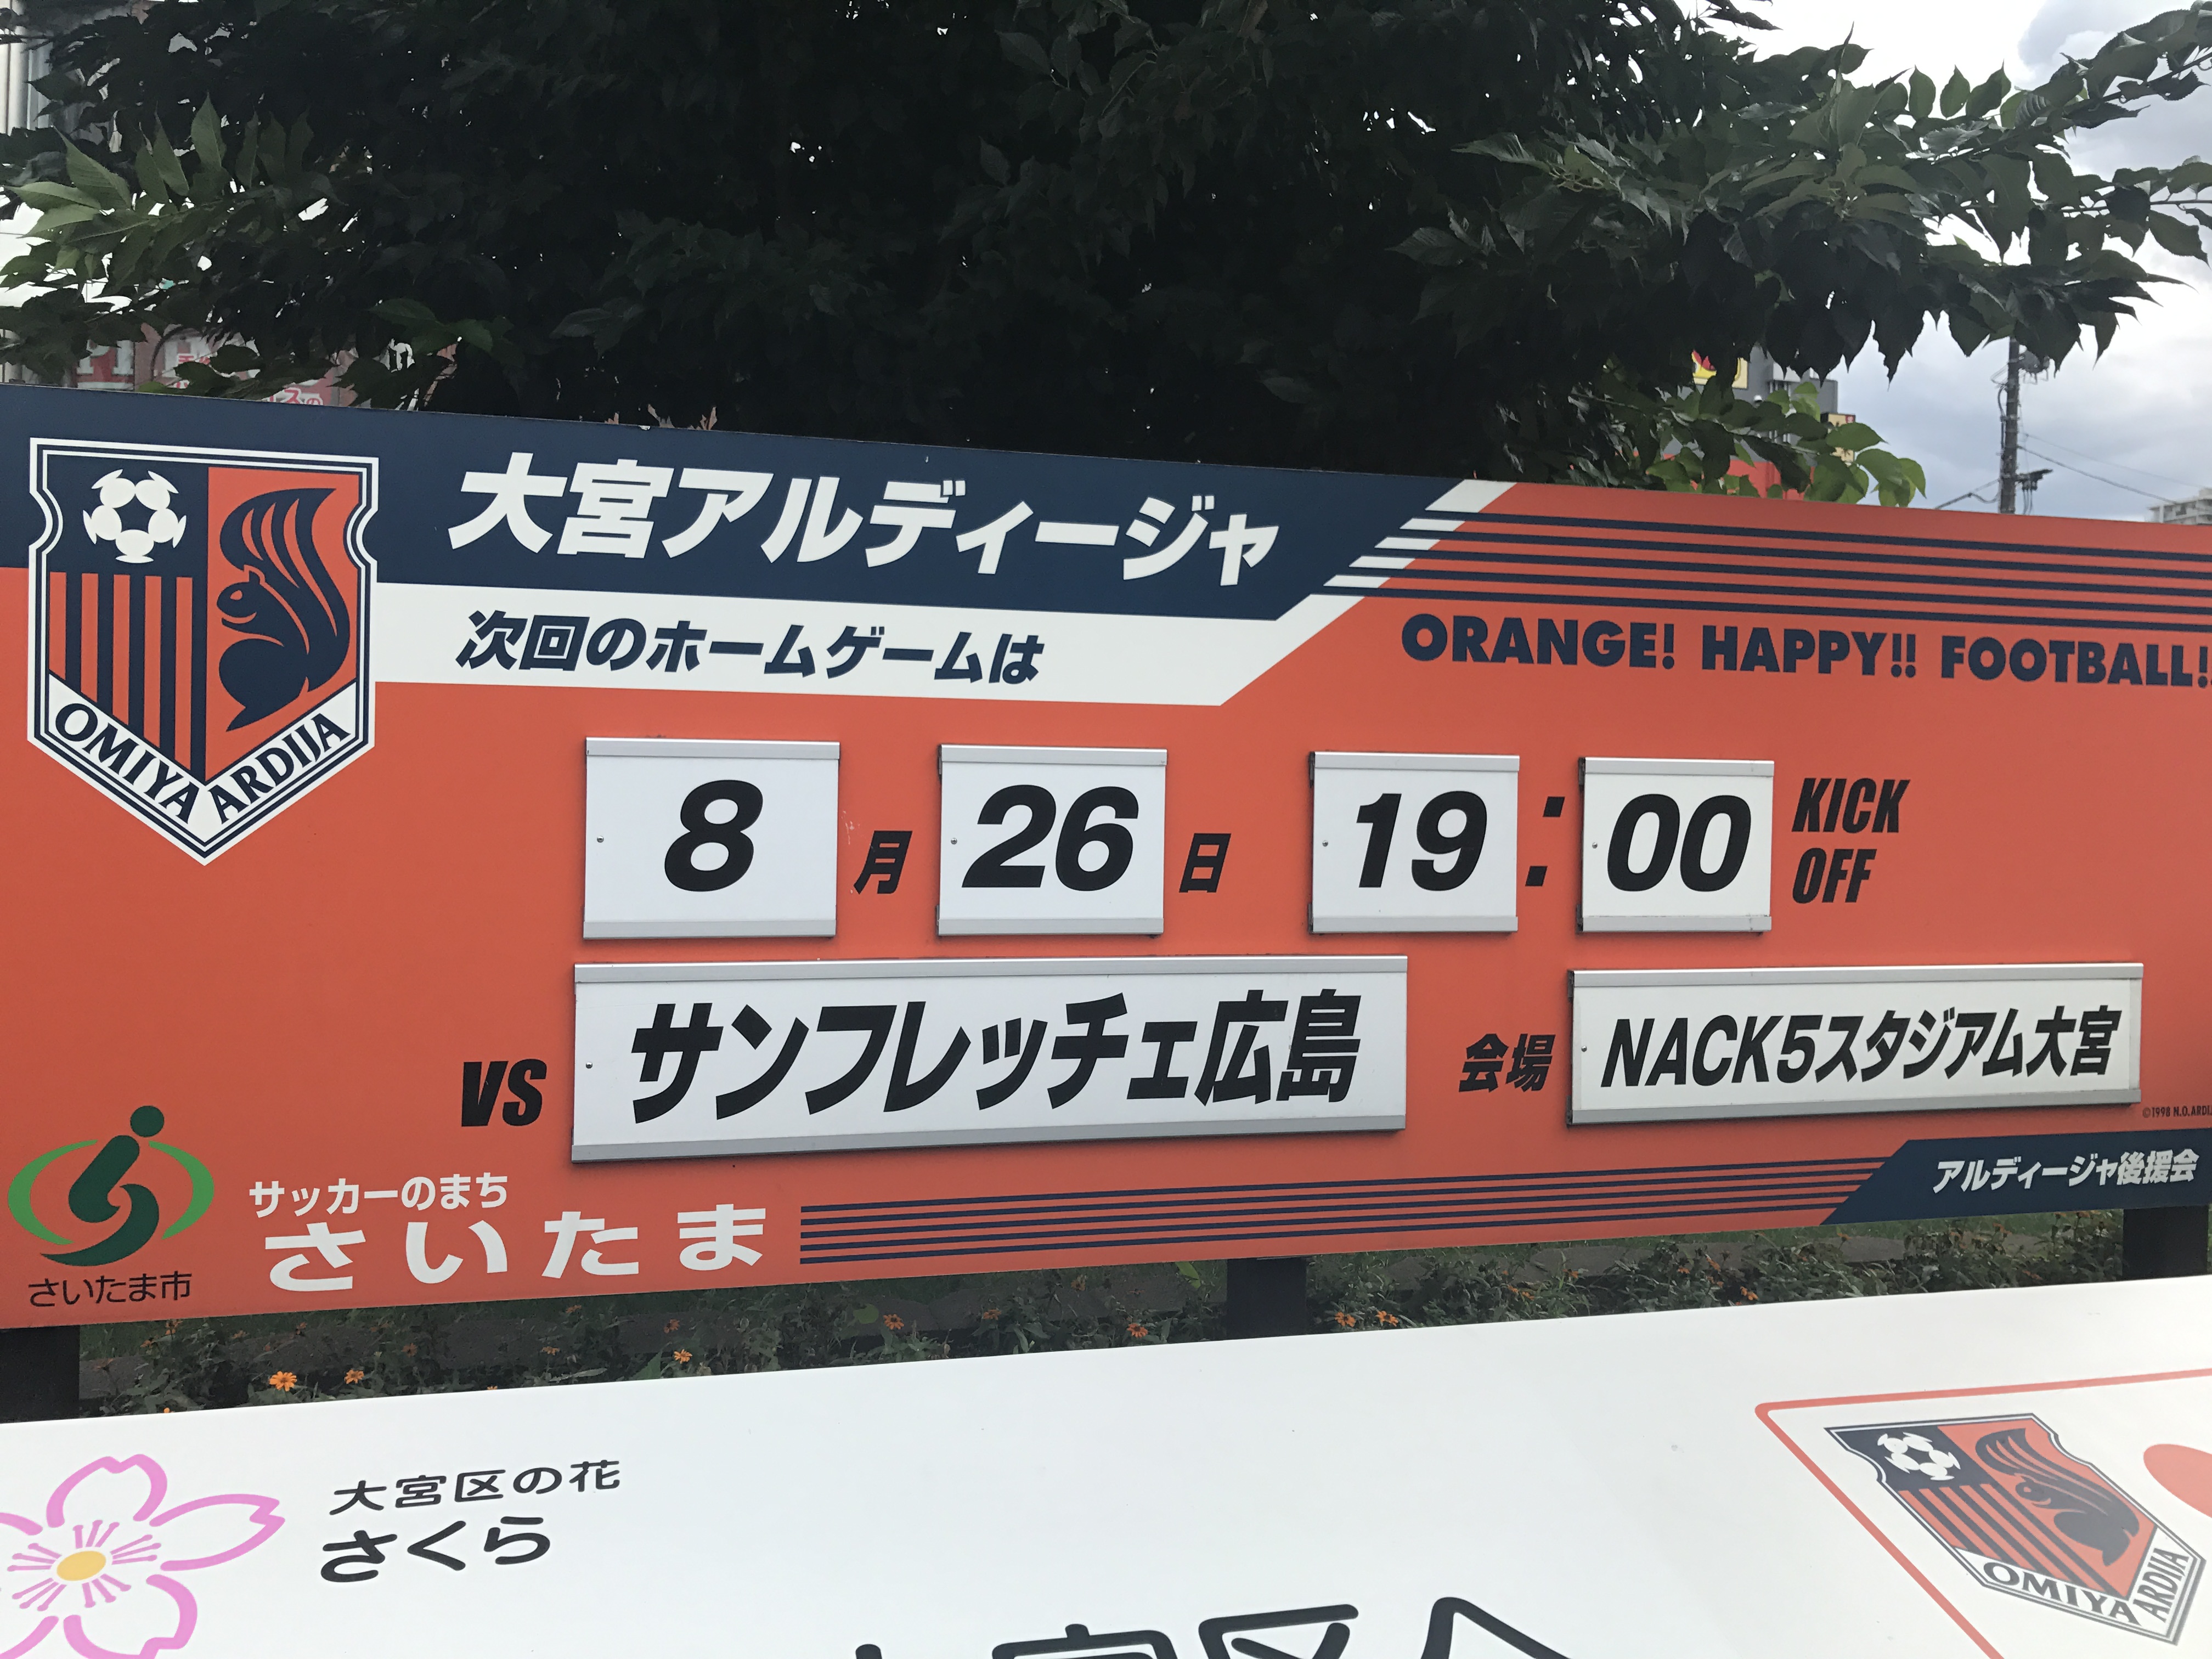 大宮アルディージャ
次回のホームゲームは
ORANGE! HAPPY!! FOOTBALL!!
OMIYA ARDIJA
8月26日 19:00 KICK OFF
VS サンフレッチェ広島 会場 NACK5スタジアム大宮
©1998 N.O.ARDI
アルディージャ後援会
サッカーのまち
さいたま
さいたま市
大宮区の花
さくら
OMIYA ARDIJA